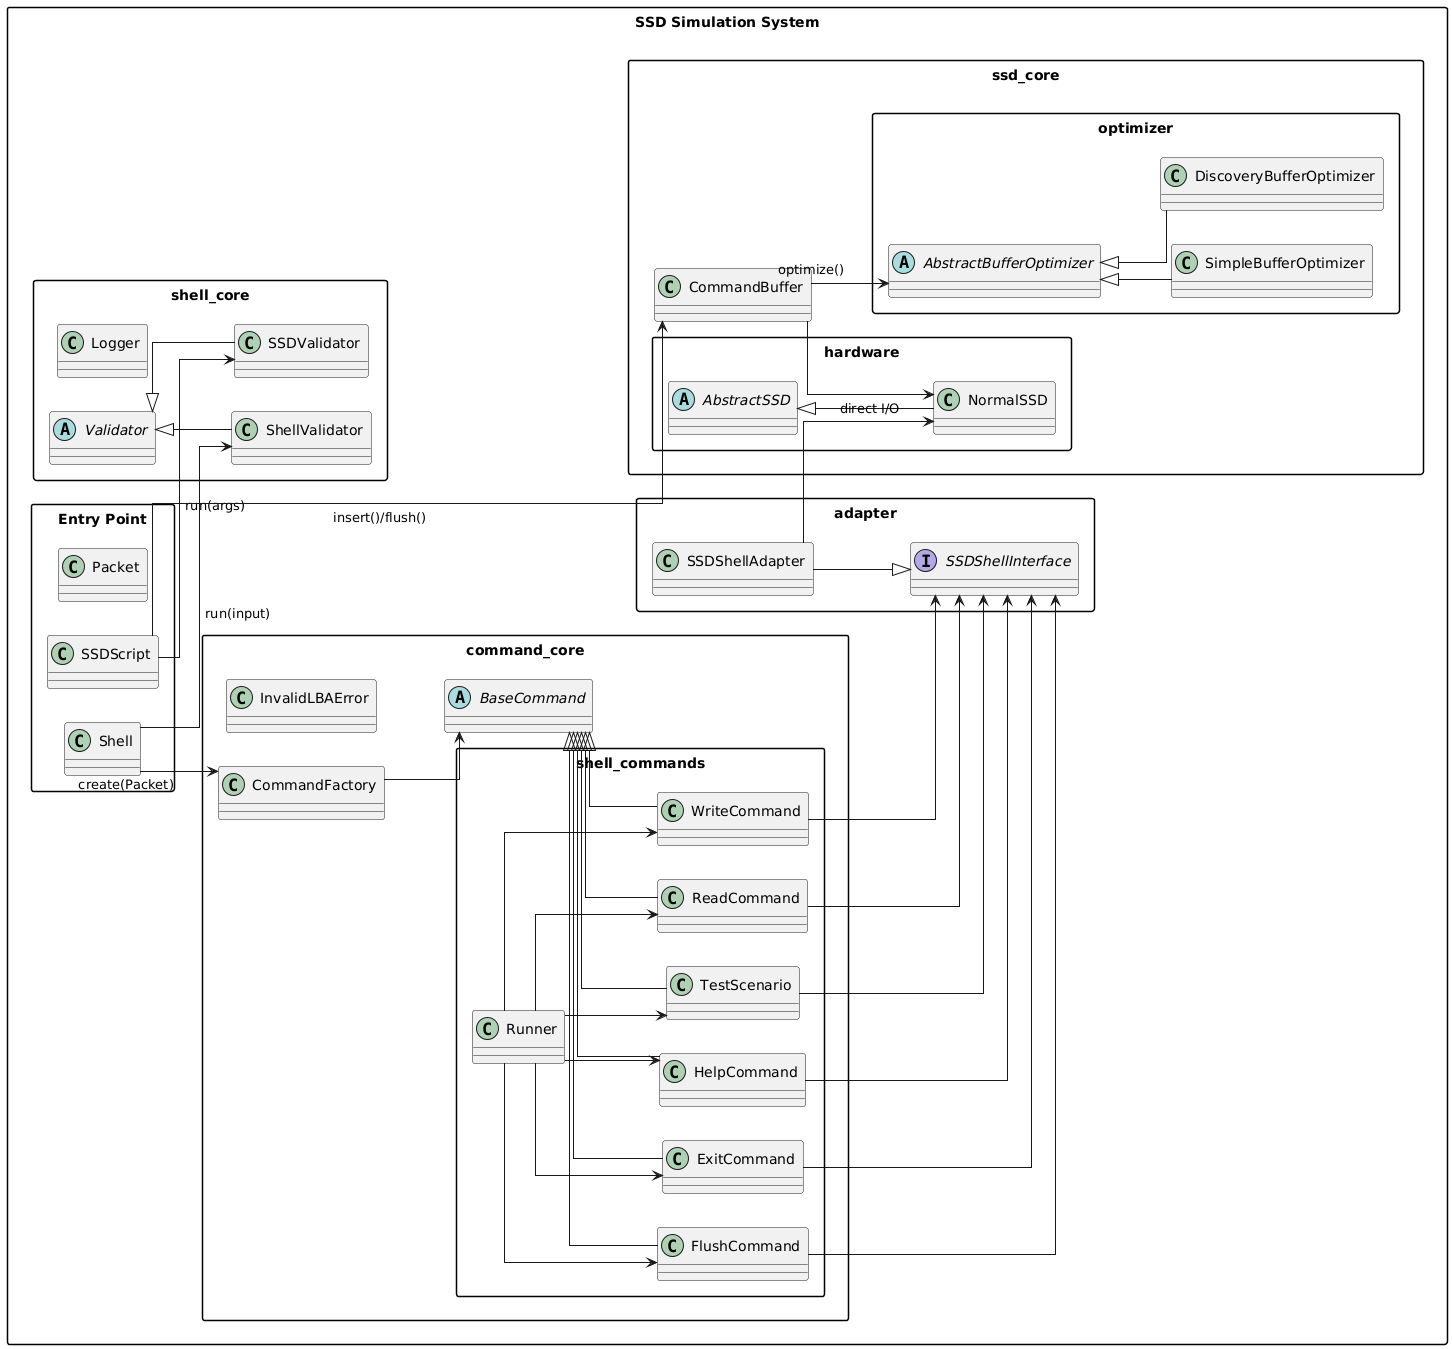 SSD Simulation System
ssd_core
optimizer
C DiscoveryBufferOptimizer
A AbstractBufferOptimizer
C SimpleBufferOptimizer
optimize()
C CommandBuffer
hardware
A AbstractSSD
direct I/O
C NormalSSD
shell_core
C Logger
C SSDValidator
A Validator
C ShellValidator
run(args)
insert()/flush()
Entry Point
C Packet
C SSDScript
C Shell
run(input)
create(Packet)
adapter
C SSDShellAdapter
I SSDShellInterface
command_core
C InvalidLBAError
A BaseCommand
C CommandFactory
shell_commands
C WriteCommand
C ReadCommand
C TestScenario
C Runner
C HelpCommand
C ExitCommand
C FlushCommand